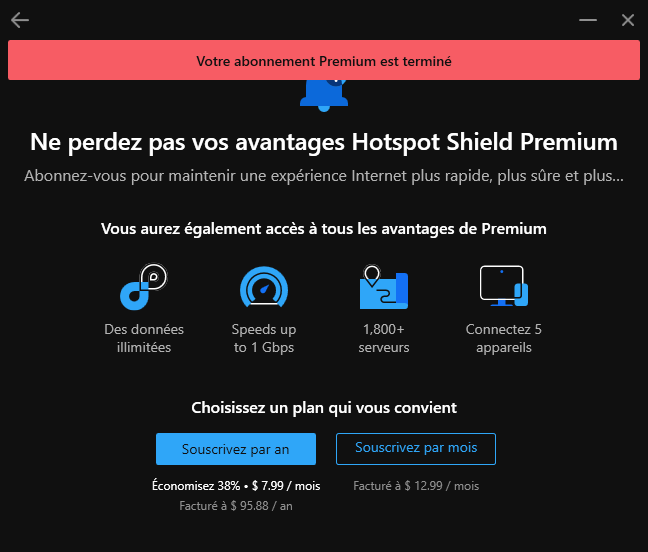 Votre abonnement Premium est terminé
Ne perdez pas vos avantages Hotspot Shield Premium
Abonnez-vous pour maintenir une expérience Internet plus rapide, plus sûre et plus...
Vous aurez également accès à tous les avantages de Premium
Des données
illimitées
Speeds up
to 1 Gbps
1,800+
serveurs
Connectez 5
appareils
Choisissez un plan qui vous convient
Souscrivez par an
Économisez 38% • $ 7.99 / mois
Facturé à $ 95.88 / an
Souscrivez par mois
Facturé à $ 12.99 / mois